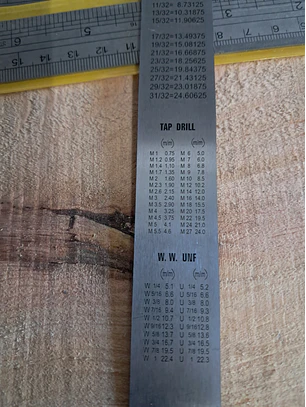 11/32= 8.73125
13/32=10.31875
15/32=11.90625
17/32=13.49375
19/32=15.08125
21/32=16.66875
23/32=18.25625
25/32=19.84375
27/32=21.43125
29/32=23.01875
31/32=24.60625
TAP DRILL
(mm) (mm)
M 1 0.75 M 6 5.0
M 1.2 0.95 M 7 6.0
M 1.4 1.10 M 8 6.8
M 1.7 1.35 M 9 7.8
M 2 1.60 M 10 8.5
M 2.3 1.90 M 12 10.2
M 2.6 2.15 M 14 12.0
M 3 2.40 M 16 14.0
M 3.5 2.90 M 18 15.5
M 4 3.25 M 20 17.5
M 4.5 3.75 M 22 19.5
M 5 4.1 M 24 21.0
M 5.5 4.6 M 27 24.0
W. W. UNF
(mm) (mm)
W 1/4 5.1 U 1/4 5.2
W 5/16 6.6 U 5/16 6.6
W 3/8 8.0 U 3/8 8.0
W 7/16 9.4 U 7/16 9.3
W 1/2 10.7 U 1/2 10.8
W 9/16 12.3 U 9/16 12.8
W 5/8 13.7 U 5/8 13.6
W 3/4 16.7 U 3/4 16.5
W 7/8 19.5 U 7/8 19.5
W 1 22.4 U 1 22.3